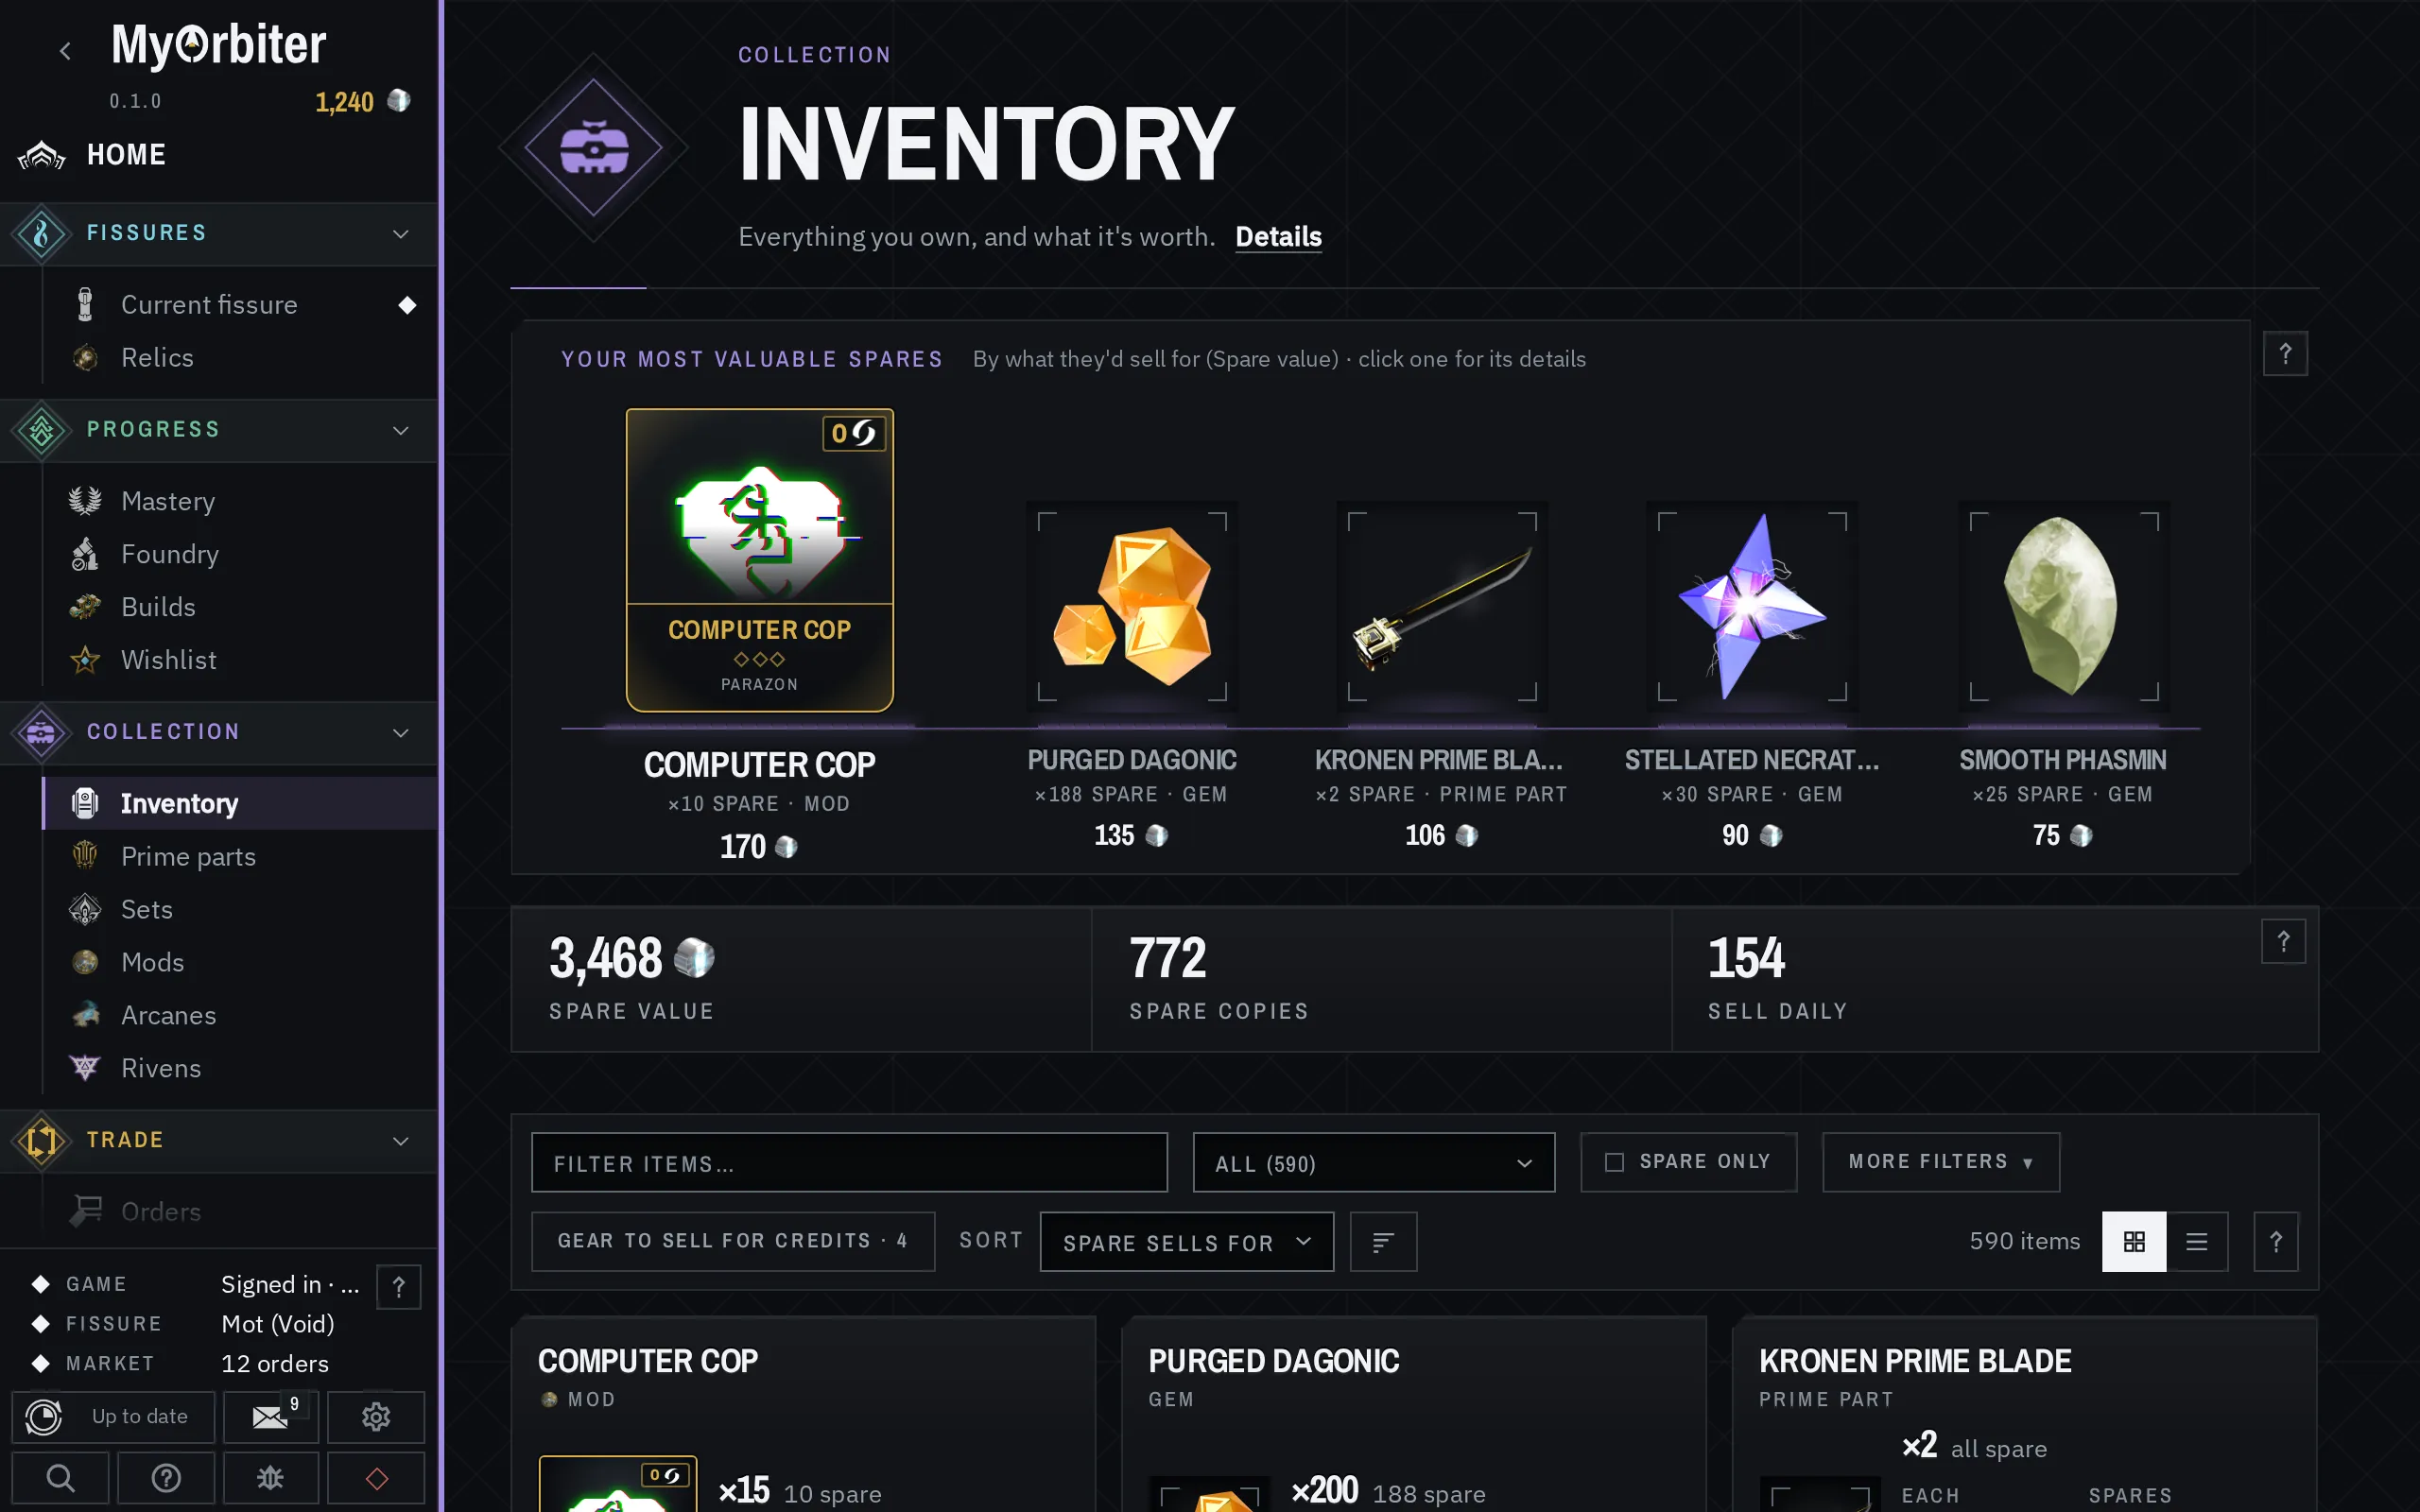 MyOrbiter
0.1.0
1,240
HOME
FISSURES
Current fissure
Relics
PROGRESS
Mastery
Foundry
Builds
Wishlist
COLLECTION
Inventory
Prime parts
Sets
Mods
Arcanes
Rivens
TRADE
Orders
GAME Signed in · ... ?
FISSURE Mot (Void)
MARKET 12 orders
Up to date 9
COLLECTION
INVENTORY
Everything you own, and what it's worth. Details
YOUR MOST VALUABLE SPARES By what they'd sell for (Spare value) · click one for its details ?
0
COMPUTER COP
PARAZON
COMPUTER COP
×10 SPARE · MOD
170
PURGED DAGONIC
×188 SPARE · GEM
135
KRONEN PRIME BLA...
×2 SPARE · PRIME PART
106
STELLATED NECRAT...
×30 SPARE · GEM
90
SMOOTH PHASMIN
×25 SPARE · GEM
75
3,468
SPARE VALUE
772
SPARE COPIES
154
SELL DAILY
?
FILTER ITEMS... ALL (590) SPARE ONLY MORE FILTERS ▾
GEAR TO SELL FOR CREDITS · 4 SORT SPARE SELLS FOR 590 items ?
COMPUTER COP
MOD
0
×15 10 spare
PURGED DAGONIC
GEM
×200 188 spare
KRONEN PRIME BLADE
PRIME PART
×2 all spare
EACH SPARES